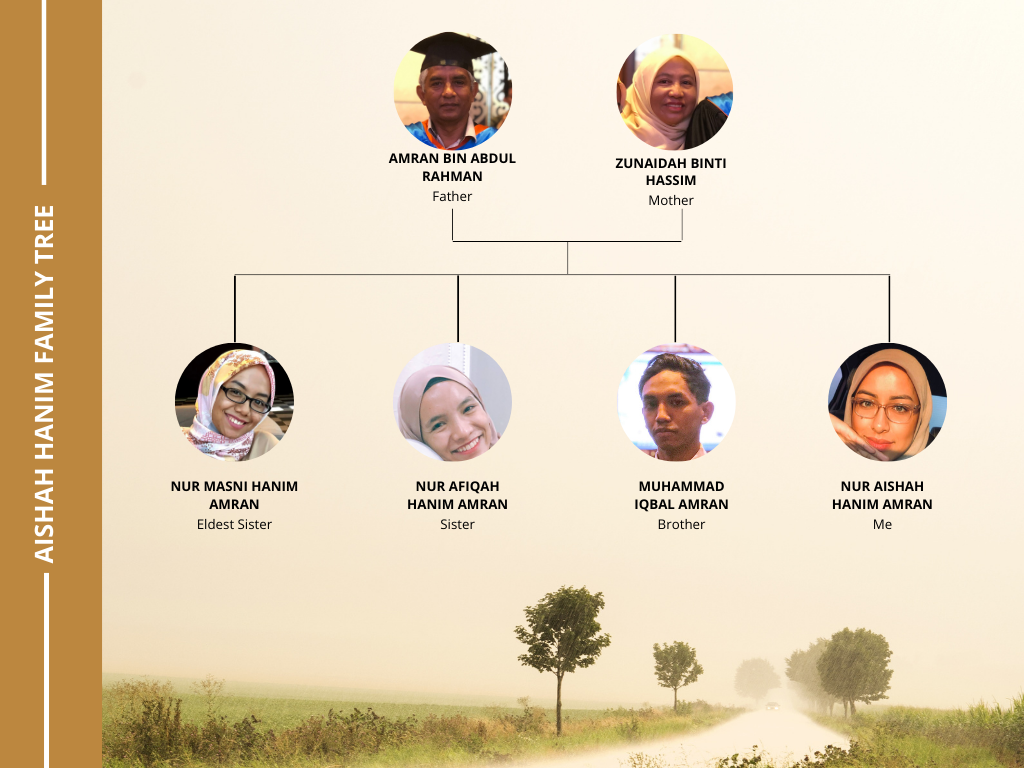 AISHAH HANIM FAMILY TREE
AMRAN BIN ABDUL
RAHMAN
Father
ZUNAIDAH BINTI
HASSIM
Mother
NUR MASNI HANIM
AMRAN
Eldest Sister
NUR AFIQAH
HANIM AMRAN
Sister
MUHAMMAD
IQBAL AMRAN
Brother
NUR AISHAH
HANIM AMRAN
Me